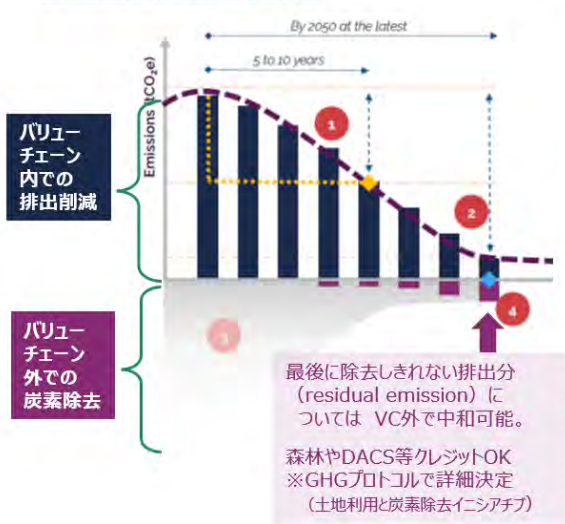 By 2050 at the latest
5 to 10 years
Emissions (tCO₂e)
1
2
3
4
バリュー
チェーン
内での
排出削減
バリュー
チェーン
外での
炭素除去
最後に除去しきれない排出分
（residual emission）に
ついては VC外で中和可能。
森林やDACS等クレジットOK
※GHGプロトコルで詳細決定
（土地利用と炭素除去イニシアチブ）